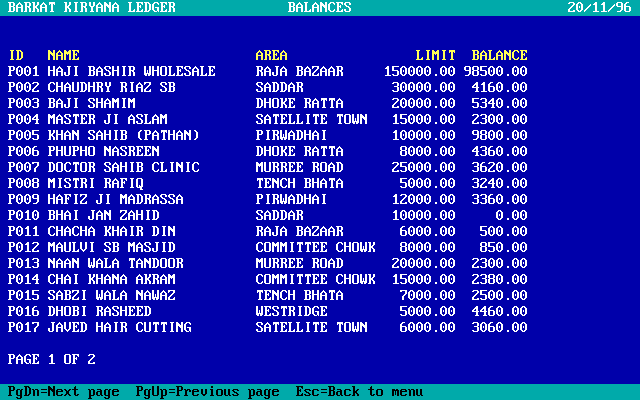 BARKAT KIRYANA LEDGER BALANCES 20/11/96
ID NAME AREA LIMIT BALANCE
P001 HAJI BASHIR WHOLESALE RAJA BAZAAR 150000.00 98500.00
P002 CHAUDHRY RIAZ SB SADDAR 30000.00 4160.00
P003 BAJI SHAMIM DHOKE RATTA 20000.00 5340.00
P004 MASTER JI ASLAM SATELLITE TOWN 15000.00 2300.00
P005 KHAN SAHIB (PATHAN) PIRWADHAI 10000.00 9800.00
P006 PHUPHO NASREEN DHOKE RATTA 8000.00 4360.00
P007 DOCTOR SAHIB CLINIC MURREE ROAD 25000.00 3620.00
P008 MISTRI RAFIQ TENCH BHATA 5000.00 3240.00
P009 HAFIZ JI MADRASSA PIRWADHAI 12000.00 3360.00
P010 BHAI JAN ZAHID SADDAR 10000.00 0.00
P011 CHACHA KHAIR DIN RAJA BAZAAR 6000.00 500.00
P012 MAULVI SB MASJID COMMITTEE CHOWK 8000.00 850.00
P013 NAAN WALA TANDOOR MURREE ROAD 20000.00 2300.00
P014 CHAI KHANA AKRAM COMMITTEE CHOWK 15000.00 2380.00
P015 SABZI WALA NAWAZ TENCH BHATA 7000.00 2500.00
P016 DHOBI RASHEED WESTRIDGE 5000.00 4460.00
P017 JAVED HAIR CUTTING SATELLITE TOWN 6000.00 3060.00
PAGE 1 OF 2
PgDn=Next page PgUp=Previous page Esc=Back to menu